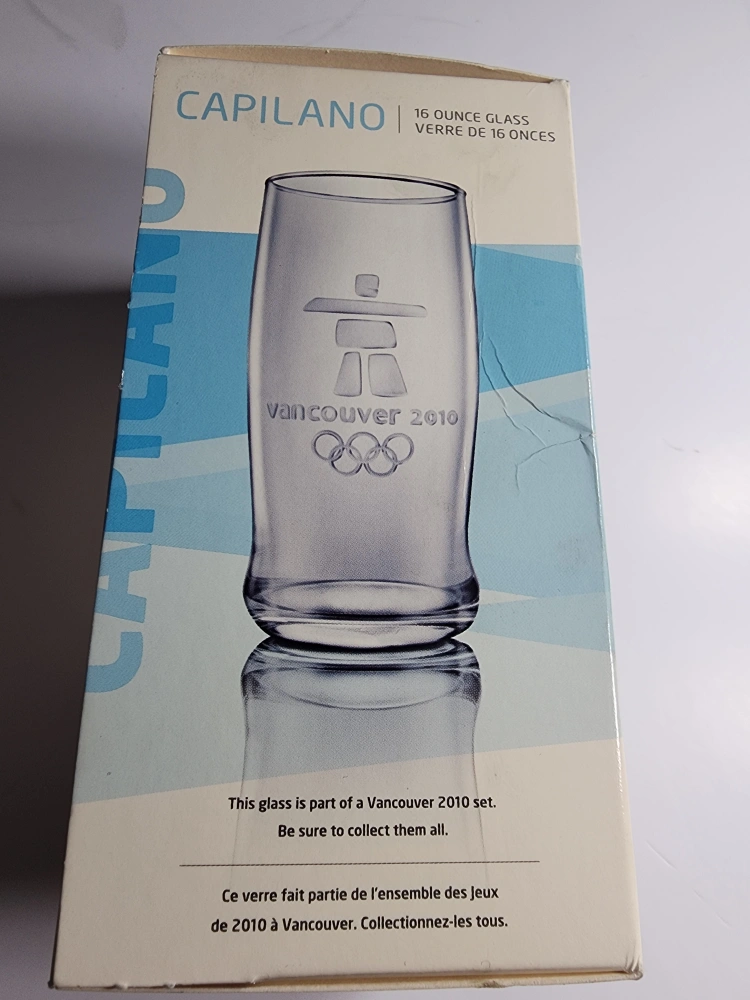 CAPILANO
16 OUNCE GLASS
VERRE DE 16 ONCES
CAPILANO
vancouver 2010
This glass is part of a Vancouver 2010 set.
Be sure to collect them all.
Ce verre fait partie de l'ensemble des Jeux
de 2010 à Vancouver. Collectionnez-les tous.